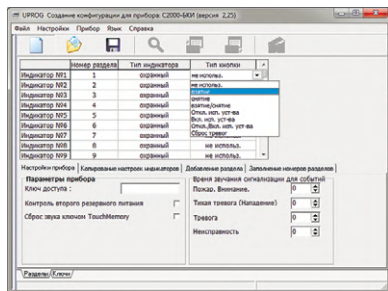 UPROG Создание конфигурации для прибора: С2000-БКИ (версия 2,25)
Файл Настройки Прибор Язык Справка
Номер раздела Тип индикатора Тип кнопки
Индикатор №1 1 охранный не использ.
Индикатор №2 2 охранный не использ.
Индикатор №3 3 охранный взятие
Индикатор №4 4 охранный снятие
взятие/снятие
Индикатор №5 5 охранный Откл. исп. уст-ва
Индикатор №6 6 охранный Вкл. исп. уст-ва
Откл./Вкл. исп. уст-ва
Индикатор №7 7 охранный Сброс тревог
Индикатор №8 8 охранный не использ.
Индикатор №9 9 охранный не использ.
Настройки прибора Копирование настроек индикаторов Добавление раздела Заполнение номеров разделов
Параметры прибора
Ключ доступа :
Контроль второго резервного питания
Сброс звука ключом TouchMemory
Время звучания сигнализации для событий
Пожар. Внимание. 0
Тихая тревога (Нападение) 0
Тревога 0
Неисправность 0
Разделы Ключи